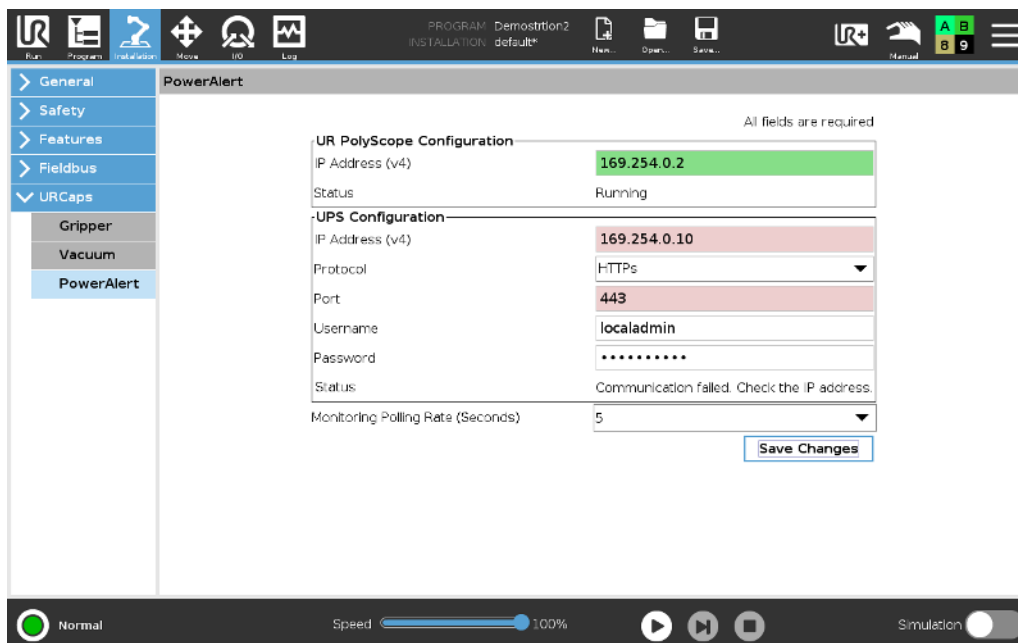 PROGRAM Demostrtion2
INSTALLATION default*
New... Open... Save...
UR+
A B
8 9
UR
Run Program Installation Move I/O Log Manual
General
Safety
Features
Fieldbus
URCaps
Gripper
Vacuum
PowerAlert
PowerAlert
All fields are required
UR PolyScope Configuration
IP Address (v4) 169.254.0.2
Status Running
UPS Configuration
IP Address (v4) 169.254.0.10
Protocol HTTPs
Port 443
Username localadmin
Password ••••••••••
Status Communication failed. Check the IP address.
Monitoring Polling Rate (Seconds) 5
Save Changes
Normal Speed 100% Simulation